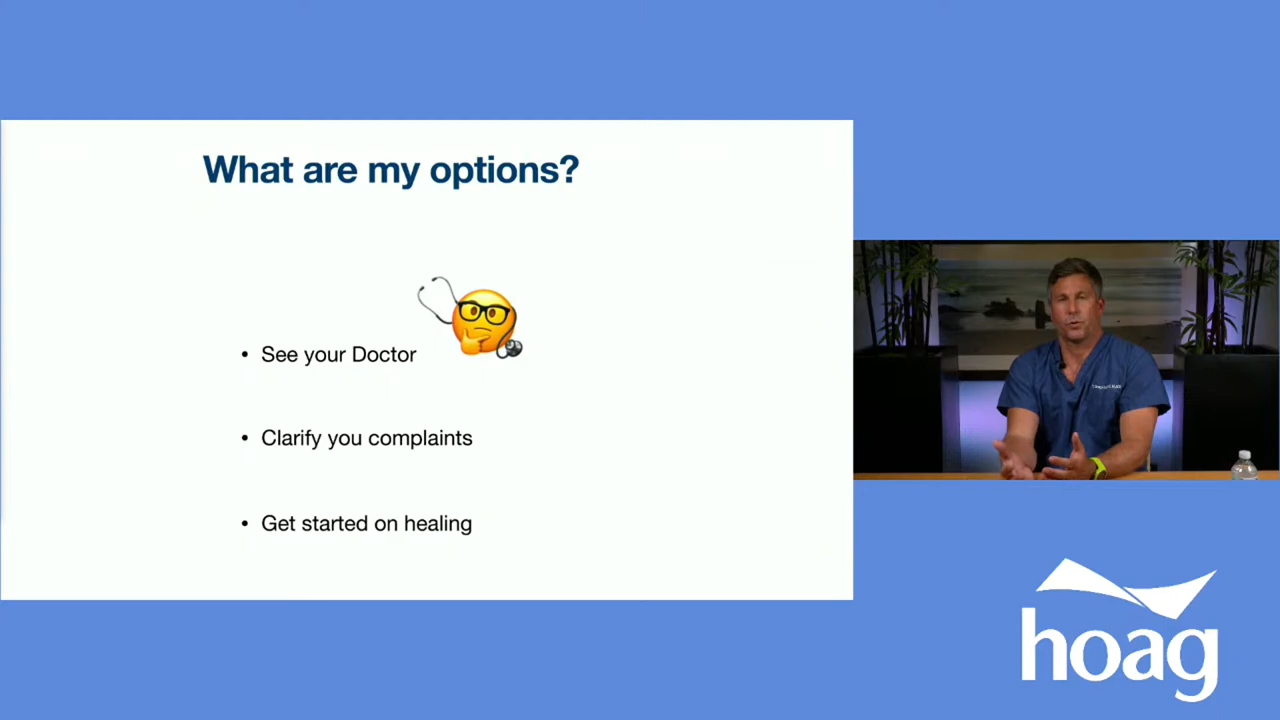 What are my options?
• See your Doctor
• Clarify you complaints
• Get started on healing
hoag